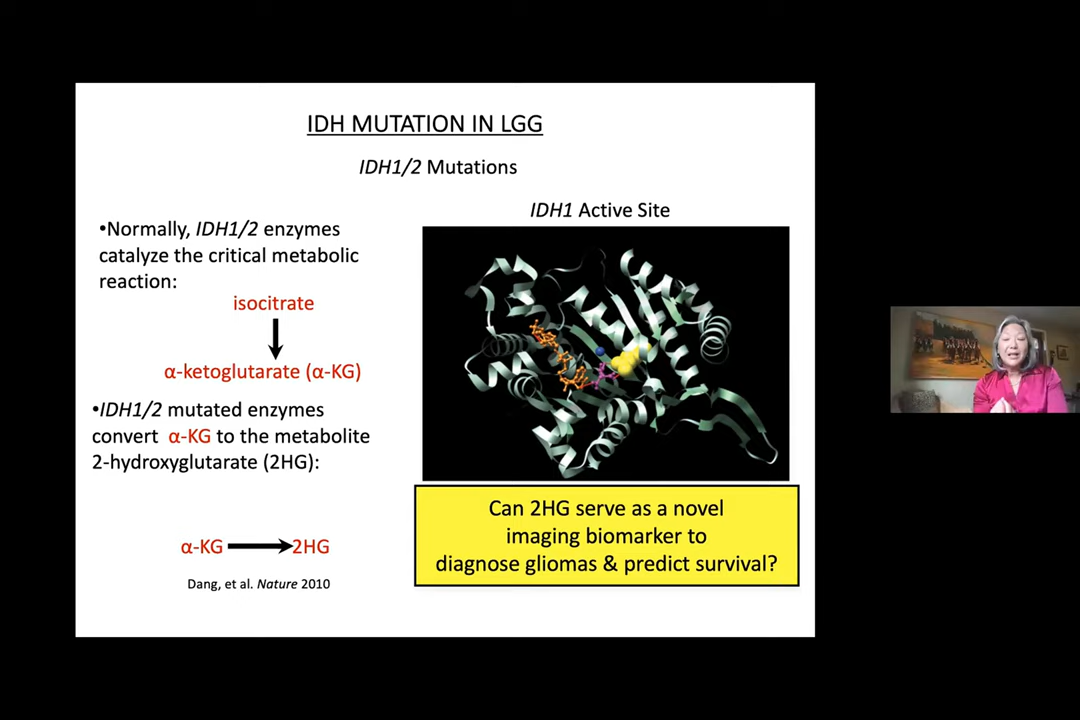 IDH MUTATION IN LGG
IDH1/2 Mutations
•Normally, IDH1/2 enzymes
catalyze the critical metabolic
reaction:
isocitrate
α-ketoglutarate (α-KG)
•IDH1/2 mutated enzymes
convert α-KG to the metabolite
2-hydroxyglutarate (2HG):
α-KG
2HG
Dang, et al. Nature 2010
IDH1 Active Site
Can 2HG serve as a novel
imaging biomarker to
diagnose gliomas & predict survival?